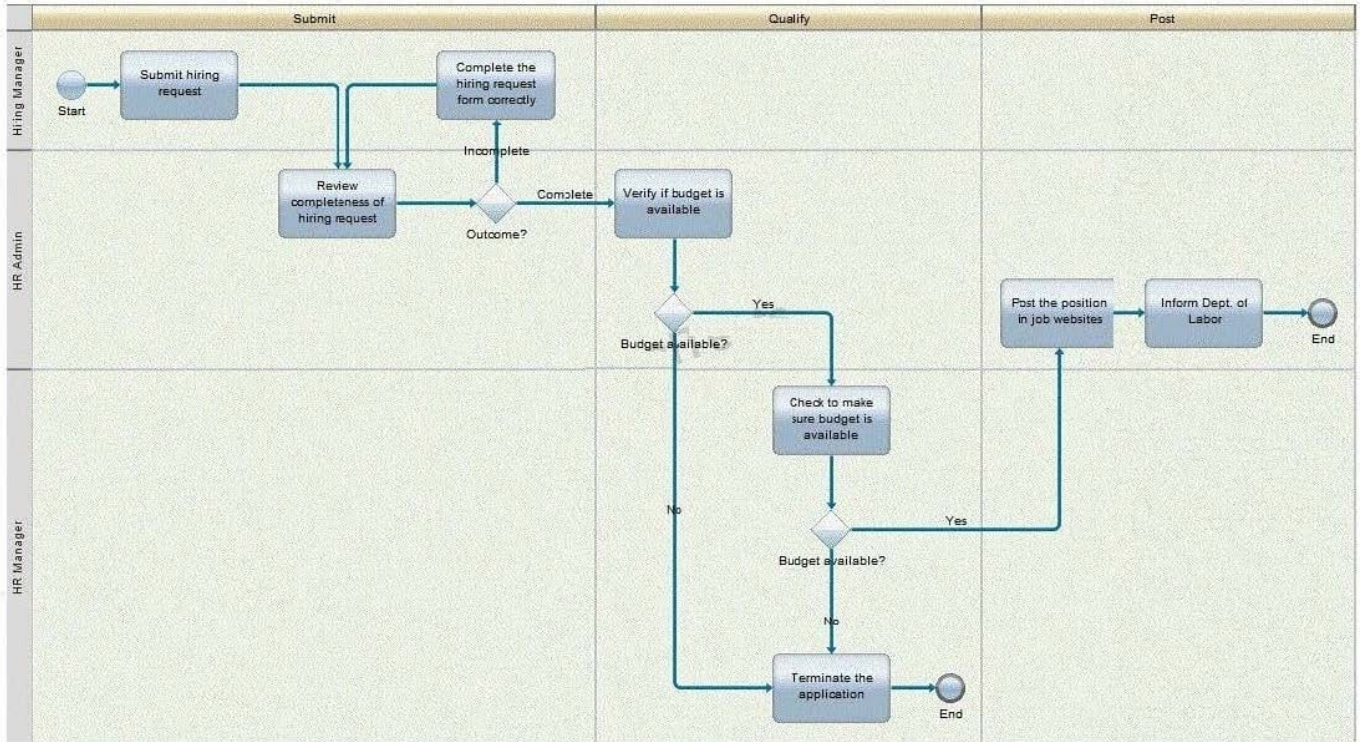 Submit
Qualify
Post
Hiring Manager
Start
Submit hiring
request
Complete the
hiring request
form correctly
Incomplete
HR Admin
Review
completeness of
hiring request
Outcome?
Complete
Verify if budget is
available
Budget available?
Yes
Post the position
in job websites
Inform Dept. of
Labor
End
HR Manager
Check to make
sure budget is
available
No
Budget available?
Yes
No
Terminate the
application
End